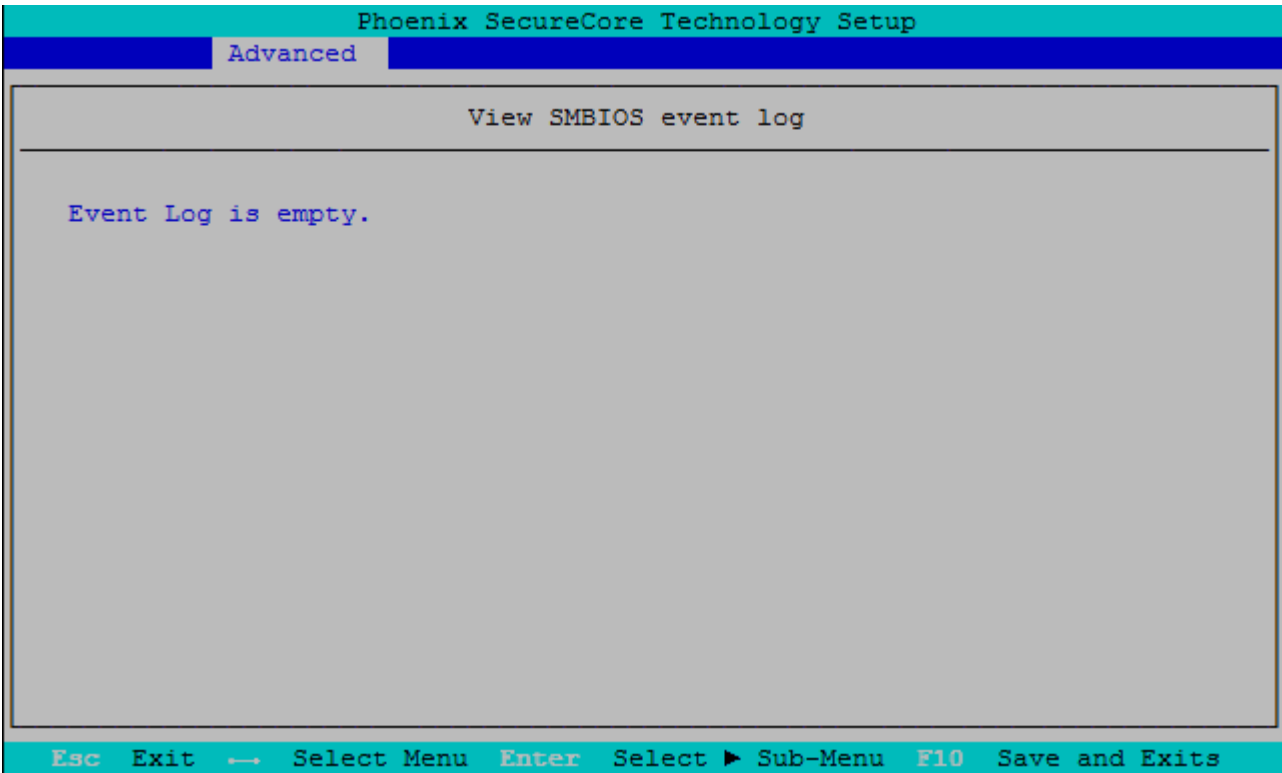 Phoenix SecureCore Technology Setup
Advanced
View SMBIOS event log
Event Log is empty.
Esc Exit ←→ Select Menu Enter Select ► Sub-Menu F10 Save and Exits